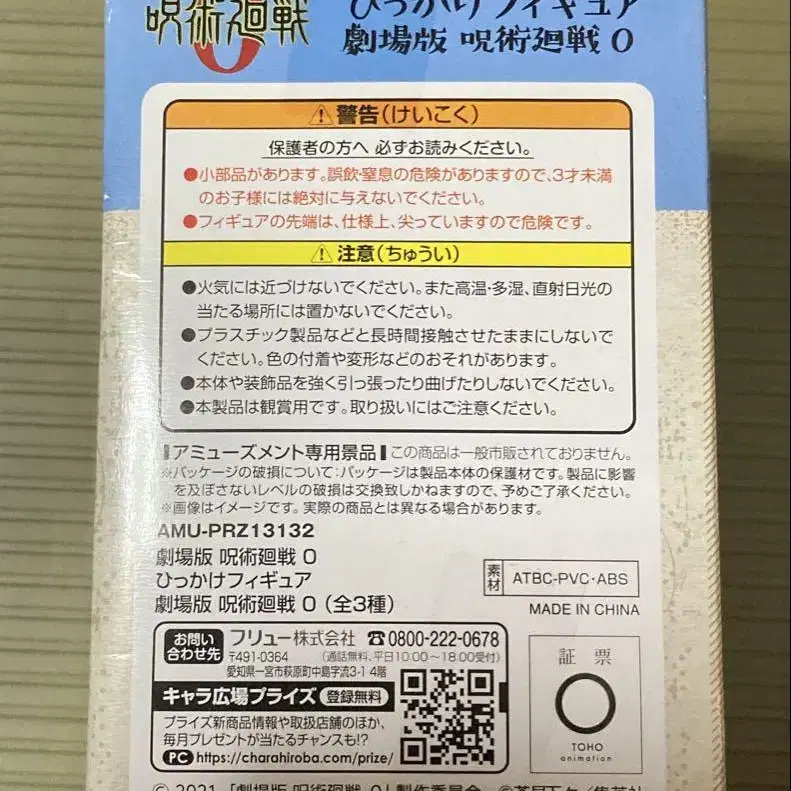 呪術廻戦
0
ひっかけフィギュア
劇場版 呪術廻戦 0
⚠警告(けいこく)
保護者の方へ 必ずお読みください。
●小部品があります。誤飲・窒息の危険がありますので、3才未満
のお子様には絶対に与えないでください。
●フィギュアの先端は、仕様上、尖っていますので危険です。
⚠注意(ちゅうい)
●火気には近づけないでください。また高温・多湿、直射日光の
当たる場所には置かないでください。
●プラスチック製品などと長時間接触させたままにしないで
ください。色の付着や変形などのおそれがあります。
●本体や装飾品を強く引っ張ったり曲げたりしないでください。
●本製品は観賞用です。取り扱いにはご注意ください。
アミューズメント専用景品 この商品は一般市販されておりません。
※パッケージの破損について:パッケージは製品本体の保護材です。製品に影響
を及ぼさないレベルの破損は交換致しかねますので、予めご了承ください。
※画像はイメージです。実際の商品とは異なる場合があります。
AMU-PRZ13132
劇場版 呪術廻戦 0
ひっかけフィギュア
劇場版 呪術廻戦 0 (全3種)
素材 ATBC-PVC・ABS
MADE IN CHINA
お問い合わせ先 フリュー株式会社 ☎0800-222-0678
〒491-0364 (通話無料、平日10:00~18:00受付)
愛知県一宮市萩原町中島字流3-1 4階
キャラ広場プライズ 登録無料
プライズ新商品情報や取扱店舗のほか、
毎月プレゼントが当たるチャンスも!?
PC https://charahiroba.com/prize/
証票
TOHO
animation
© 2021 「劇場版 呪術廻戦 0」製作委員会 ©芥見下々/集英社